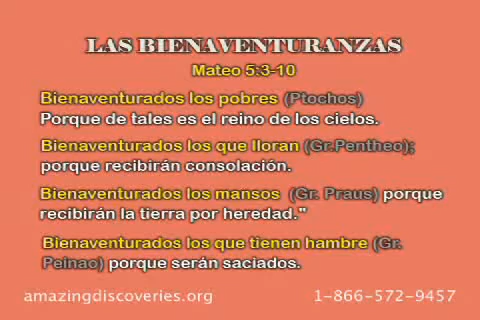 LAS BIENAVENTURANZAS
Mateo 5:3-10
Bienaventurados los pobres (Ptochos)
Porque de tales es el reino de los cielos.
Bienaventurados los que lloran (Gr.Pentheo);
porque recibirán consolación.
Bienaventurados los mansos (Gr. Praus) porque
recibirán la tierra por heredad."
Bienaventurados los que tienen hambre (Gr.
Peinao) porque serán saciados.
amazingdiscoveries.org 1-866-572-9457